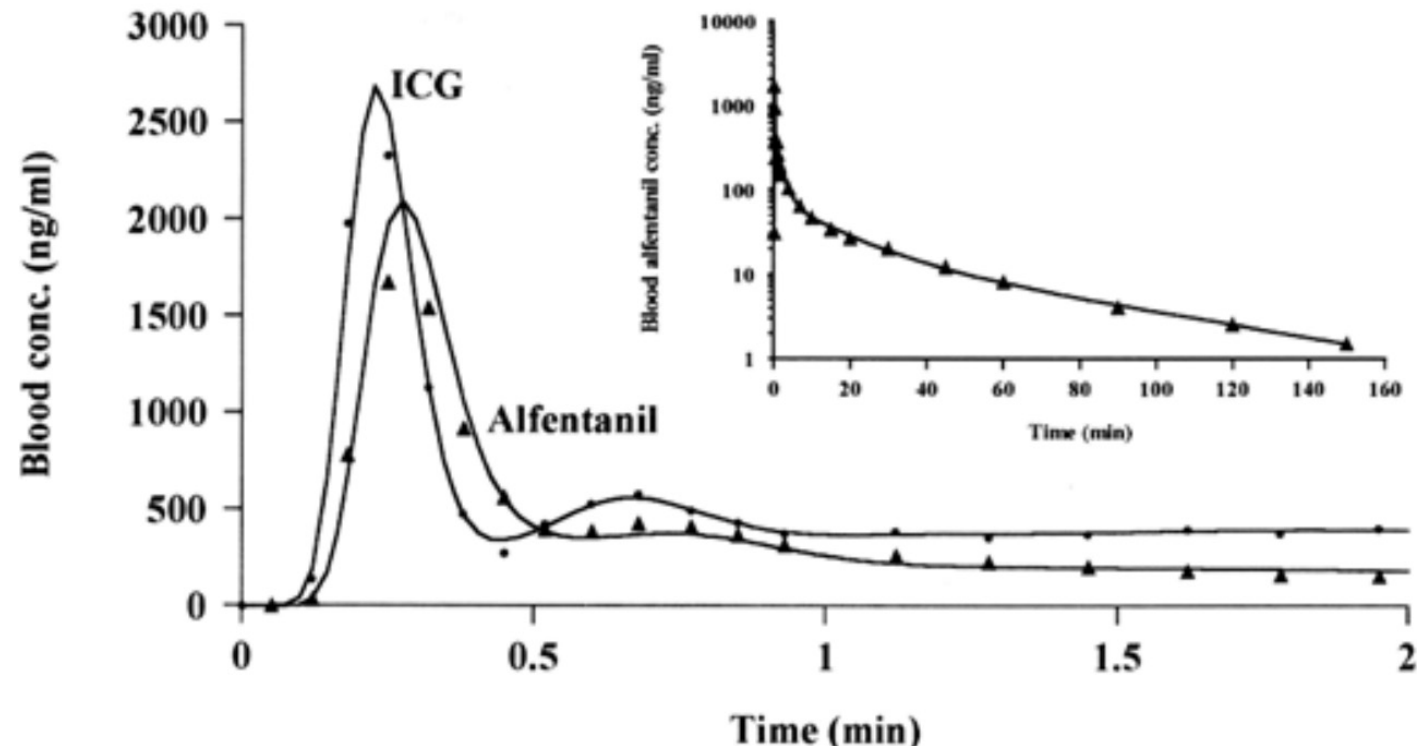 3000
2500
2000
1500
1000
500
0
Blood conc. (ng/ml)
ICG
Alfentanil
0 0.5 1 1.5 2
Time (min)
10000
1000
100
10
1
Blood alfentanil conc. (ng/ml)
0 20 40 60 80 100 120 140 160
Time (min)